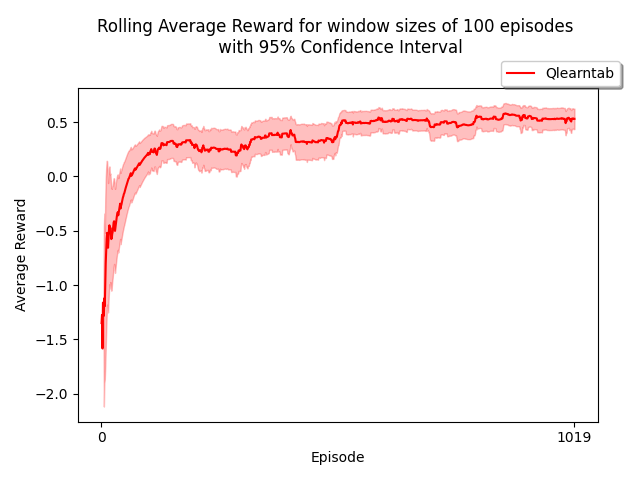 Rolling Average Reward for window sizes of 100 episodes
with 95% Confidence Interval
Qlearntab
0.5
0.0
−0.5
−1.0
−1.5
−2.0
Average Reward
0
1019
Episode